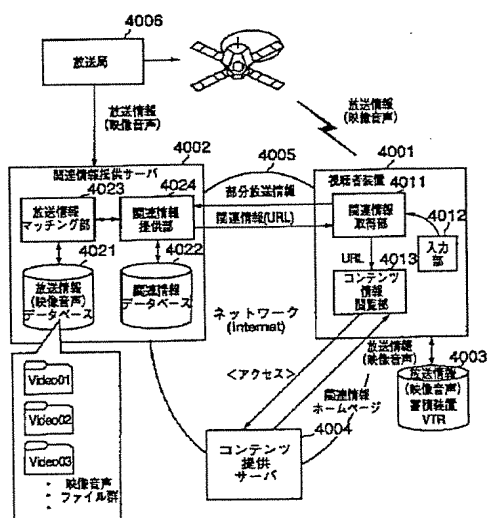 4006
放送局
放送情報
(映像音声)
放送情報
(映像音声)
4002
4005
4001
関連情報提供サーバ
視聴者装置
4023
4024
部分放送情報
4011
放送情報
マッチング部
関連情報
提供部
関連情報(URL)
関連情報
取得部
4012
入力
部
4021
4022
URL
4013
放送情報
(映像音声)
データベース
関連情報
データベース
コンテンツ
情報
閲覧部
ネットワーク
(Internet)
放送情報
(映像音声)
4003
<アクセス>
放送情報
(映像音声)
蓄積装置
VTR
関連情報
ホームページ
4004
Video01
Video02
Video03
コンテンツ
提供
サーバ
・ 映像音声
・ ファイル群
・